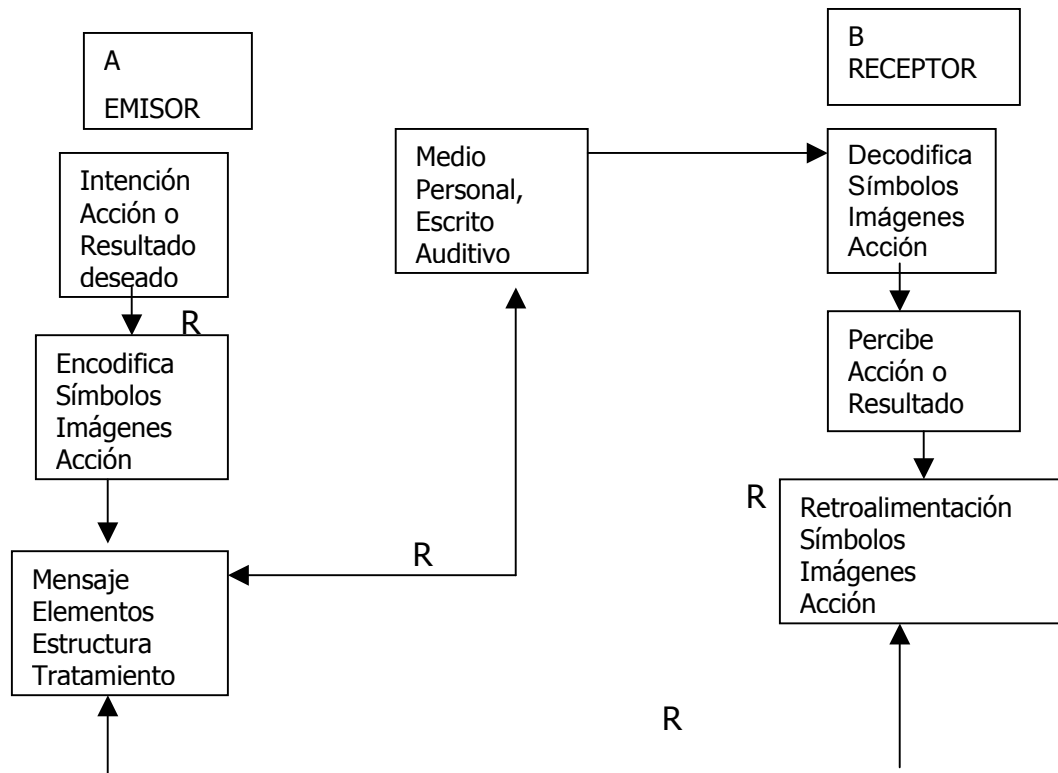 A
EMISOR
Intención
Acción o
Resultado
deseado
R
Encodifica
Símbolos
Imágenes
Acción
Mensaje
Elementos
Estructura
Tratamiento
R
Medio
Personal,
Escrito
Auditivo
B
RECEPTOR
Decodifica
Símbolos
Imágenes
Acción
Percibe
Acción o
Resultado
R
Retroalimentación
Símbolos
Imágenes
Acción
R